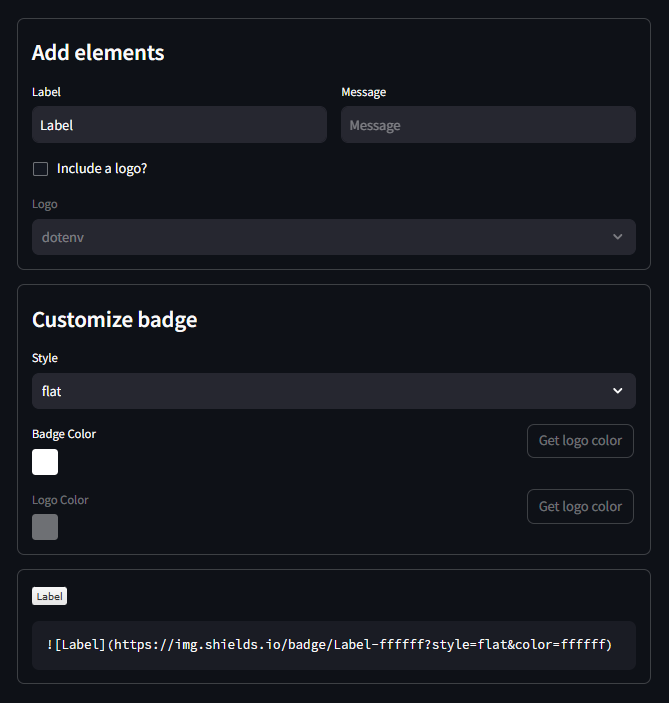 Add elements
Label Message
Label Message
Include a logo?
Logo
dotenv
Customize badge
Style
flat
Badge Color Get logo color
Logo Color Get logo color
Label
![Label](https://img.shields.io/badge/Label-ffffff?style=flat&color=ffffff)